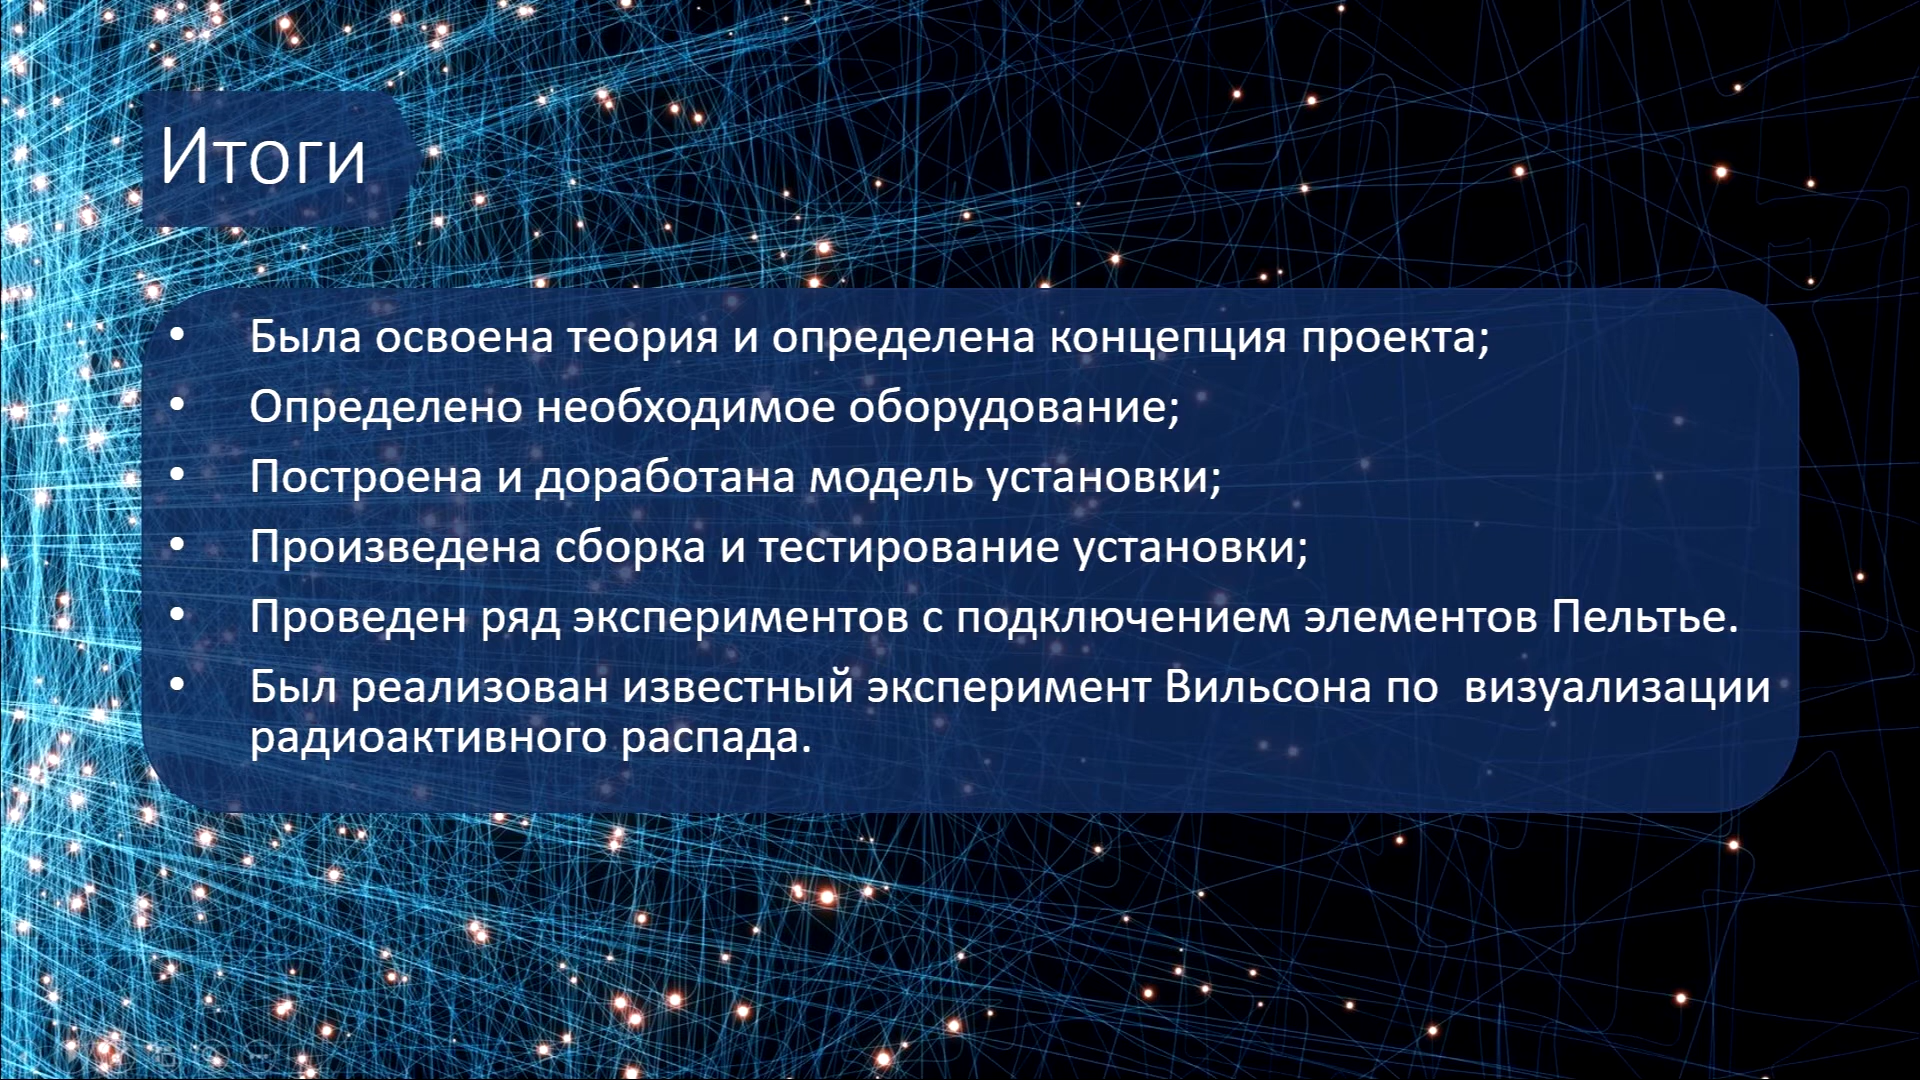 Итоги
• Была освоена теория и определена концепция проекта;
• Определено необходимое оборудование;
• Построена и доработана модель установки;
• Произведена сборка и тестирование установки;
• Проведен ряд экспериментов с подключением элементов Пельтье.
• Был реализован известный эксперимент Вильсона по  визуализации
радиоактивного распада.